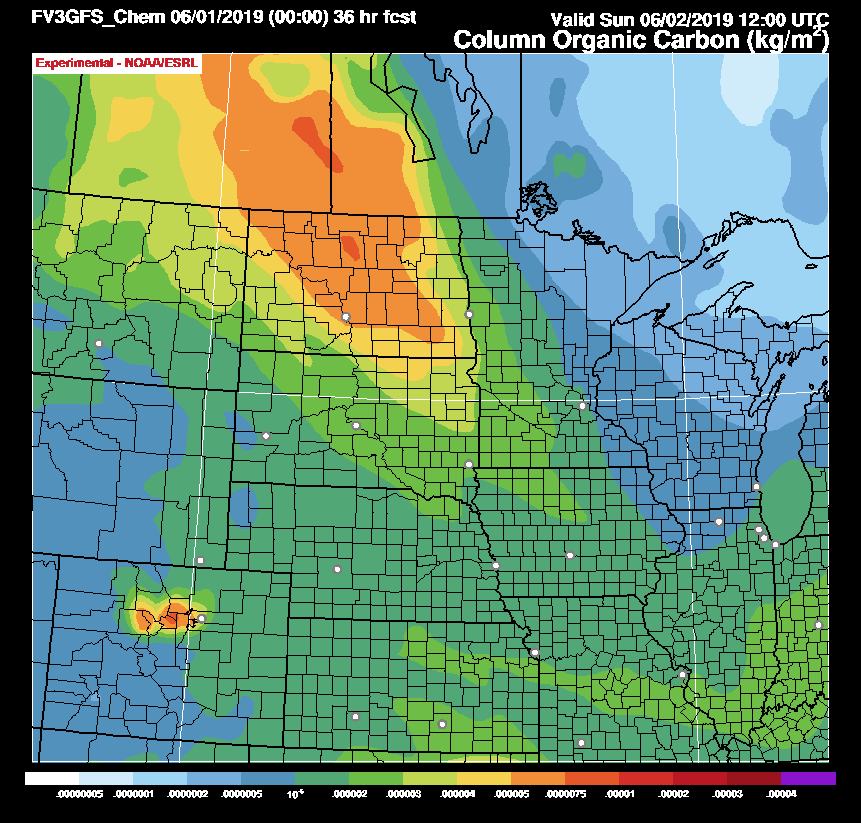 FV3GFS_Chem 06/01/2019 (00:00) 36 hr fcst
Valid Sun 06/02/2019 12:00 UTC
Column Organic Carbon (kg/m²)
Experimental - NOAA/ESRL
.00000005 .0000001 .0000002 .0000005 10⁻⁶ .000002 .000003 .000004 .000005 .0000075 .00001 .00002 .00003 .00004